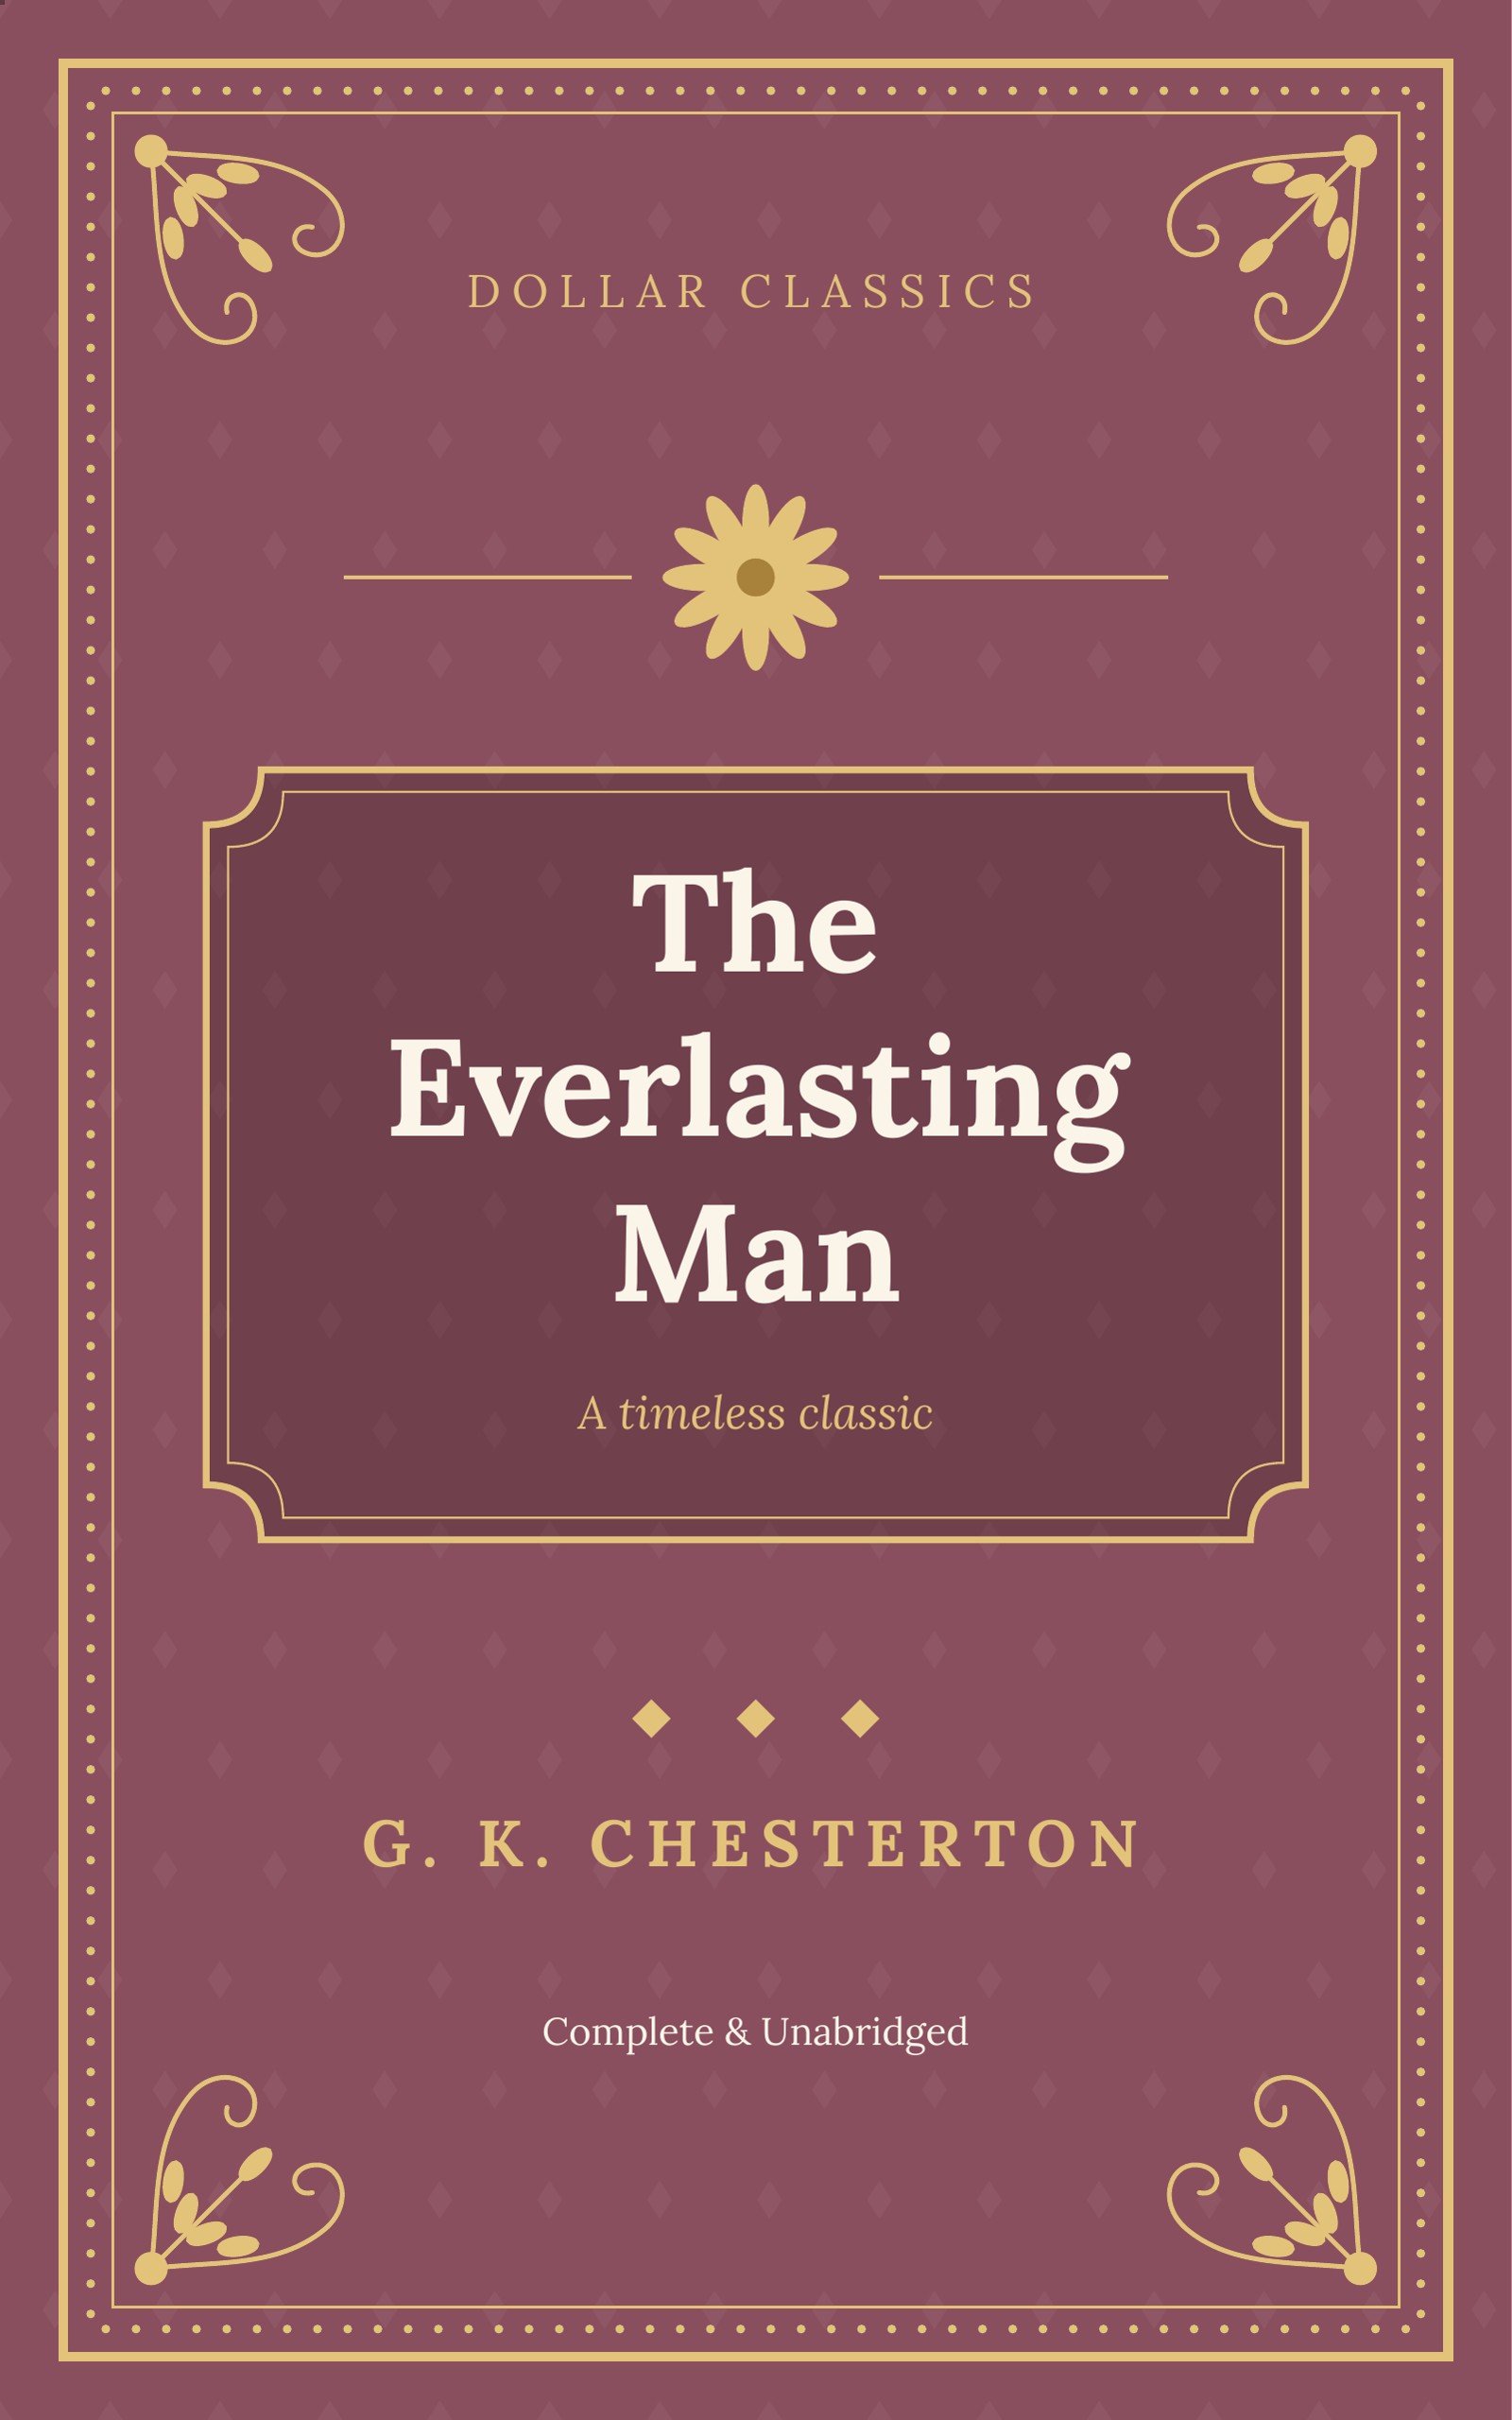 DOLLAR CLASSICS
The
Everlasting
Man
A timeless classic
G. K. CHESTERTON
Complete & Unabridged